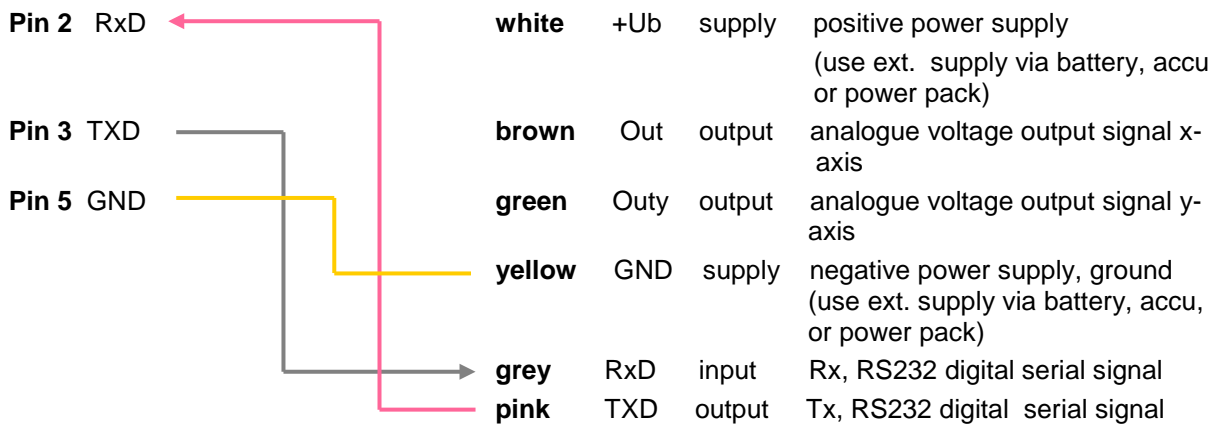 Pin 2 RxD white +Ub supply positive power supply
(use ext. supply via battery, accu
or power pack)
Pin 3 TXD brown Out output analogue voltage output signal x-
axis
Pin 5 GND green Outy output analogue voltage output signal y-
axis
yellow GND supply negative power supply, ground
(use ext. supply via battery, accu,
or power pack)
grey RxD input Rx, RS232 digital serial signal
pink TXD output Tx, RS232 digital serial signal